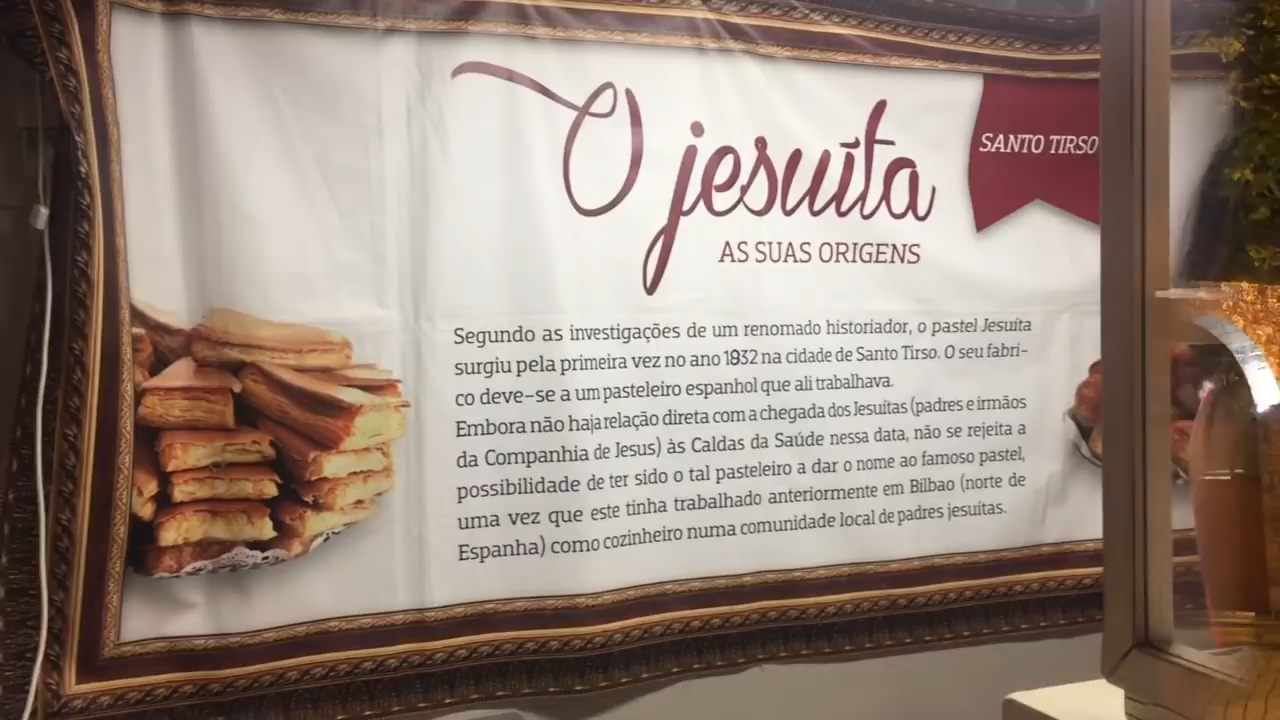 O jesuíta
SANTO TIRSO
AS SUAS ORIGENS
Segundo as investigações de um renomado historiador, o pastel Jesuíta
surgiu pela primeira vez no ano 1932 na cidade de Santo Tirso. O seu fabri-
co deve-se a um pasteleiro espanhol que ali trabalhava.
Embora não haja relação direta com a chegada dos Jesuítas (padres e irmãos
da Companhia de Jesus) às Caldas da Saúde nessa data, não se rejeita a
possibilidade de ter sido o tal pasteleiro a dar o nome ao famoso pastel,
uma vez que este tinha trabalhado anteriormente em Bilbao (norte de
Espanha) como cozinheiro numa comunidade local de padres jesuítas.